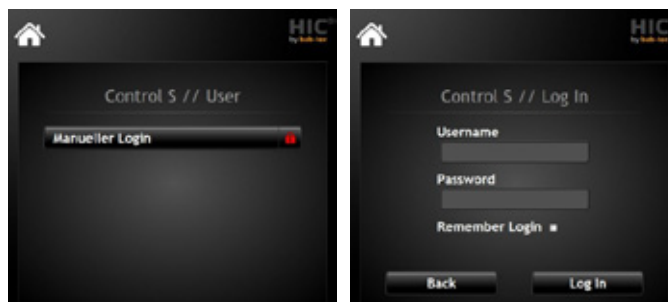 HIC®
Control S // User
Manueller Login
HIC
Control S // Log In
Username
Password
Remember Login
Back
Log In